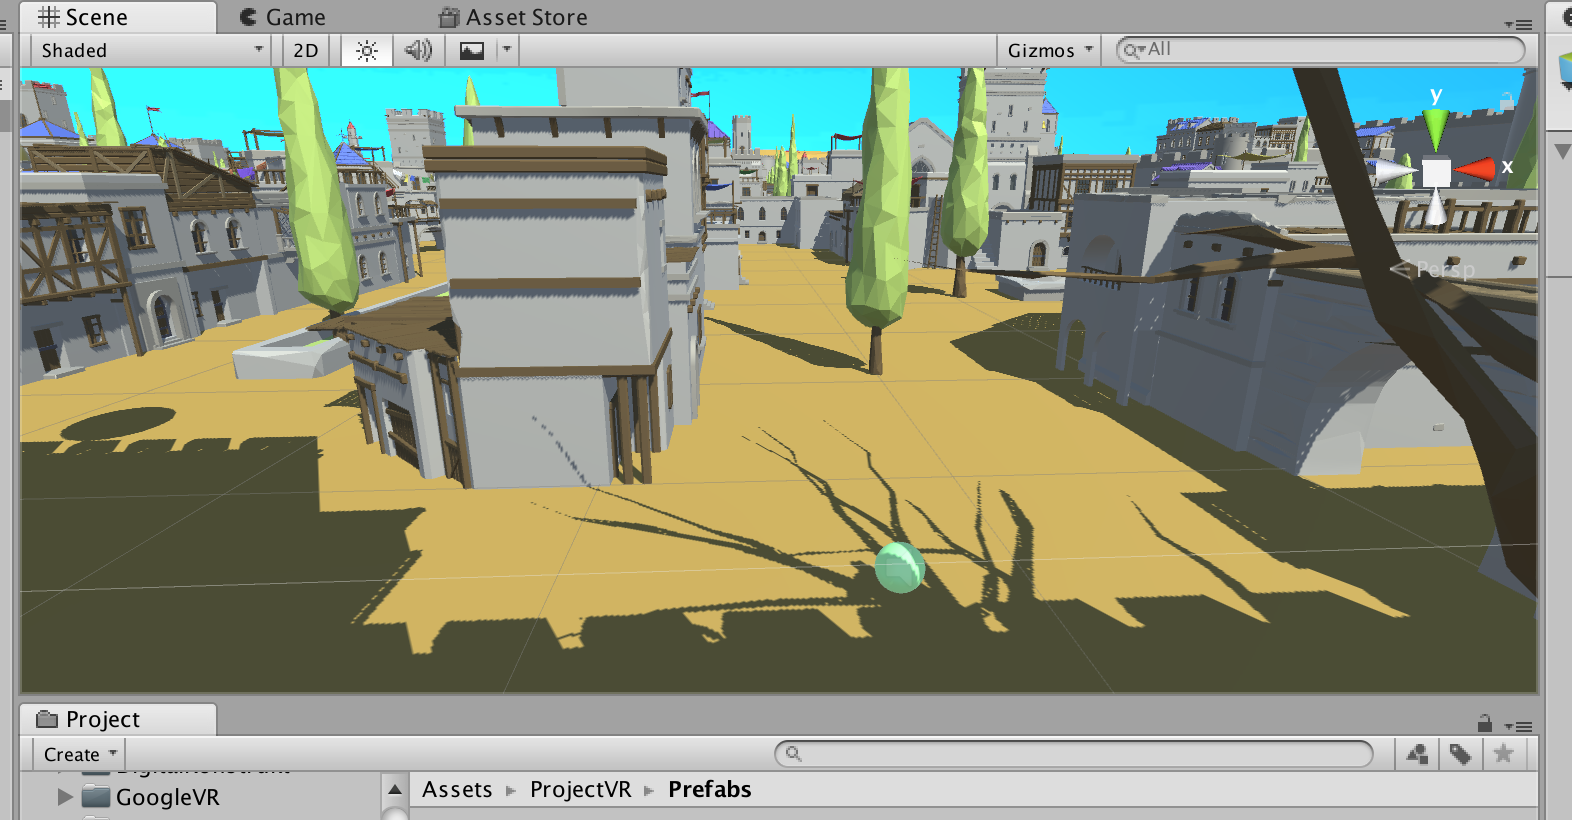 Scene Game Asset Store
Shaded 2D Gizmos All
y
x
Persp
Project
Create
GoogleVR
Assets ProjectVR Prefabs